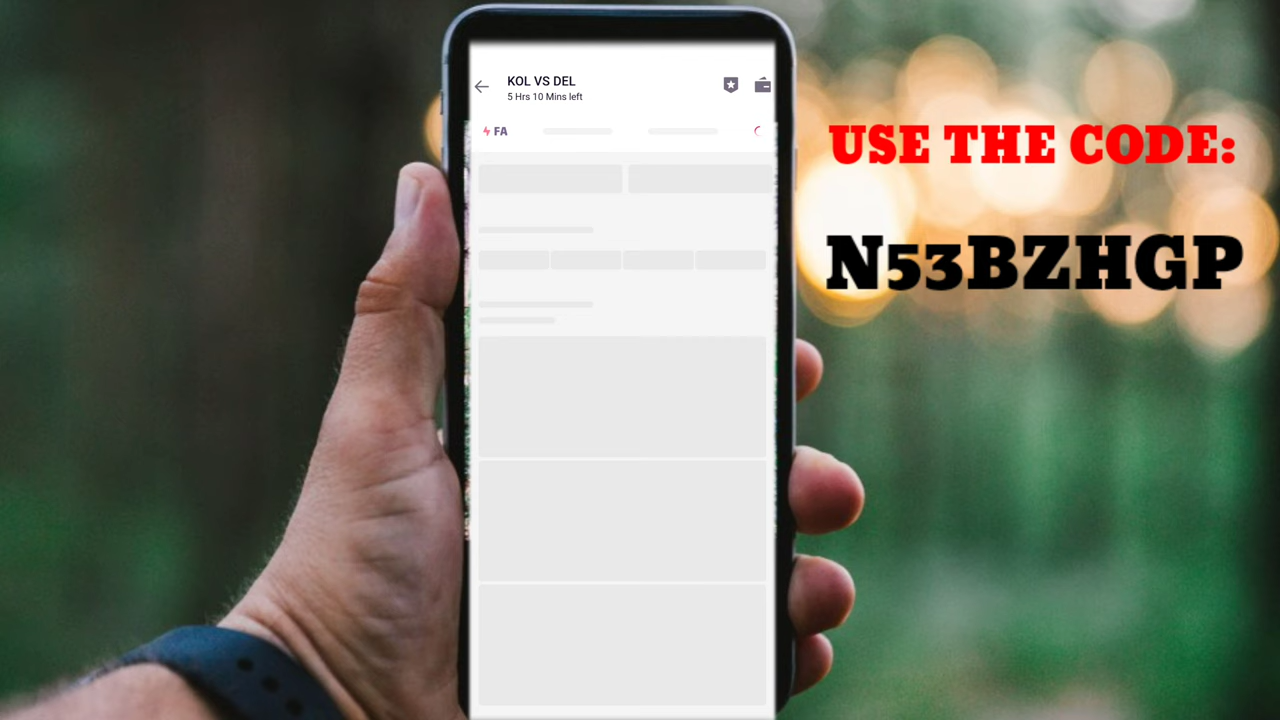 KOL VS DEL
5 Hrs 10 Mins left
FA
USE THE CODE:
N53BZHGP